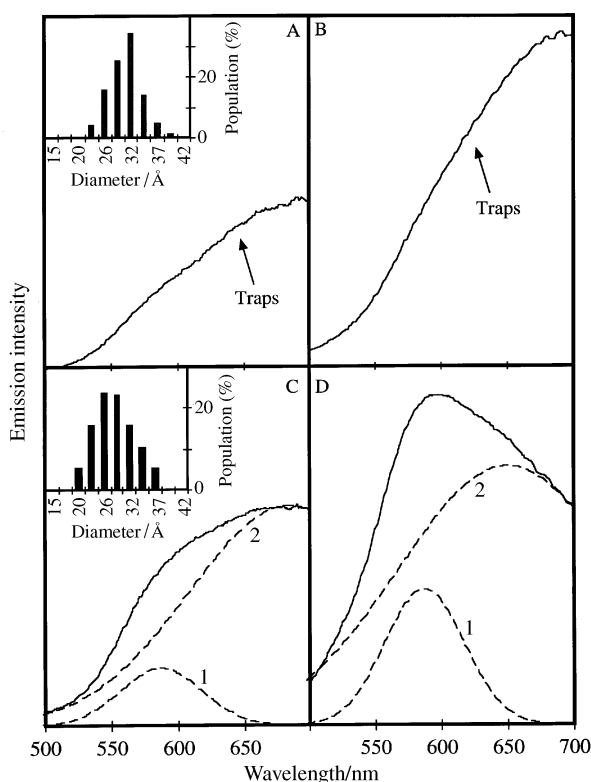 A
B
20
0
Population (%)
15 20 26 32 37 42
Diameter / Å
Traps
Traps
Emission intensity
C
D
20
0
Population (%)
15 20 26 32 37 42
Diameter / Å
2
2
1
1
500 550 600 650 550 600 650 700
Wavelength/nm